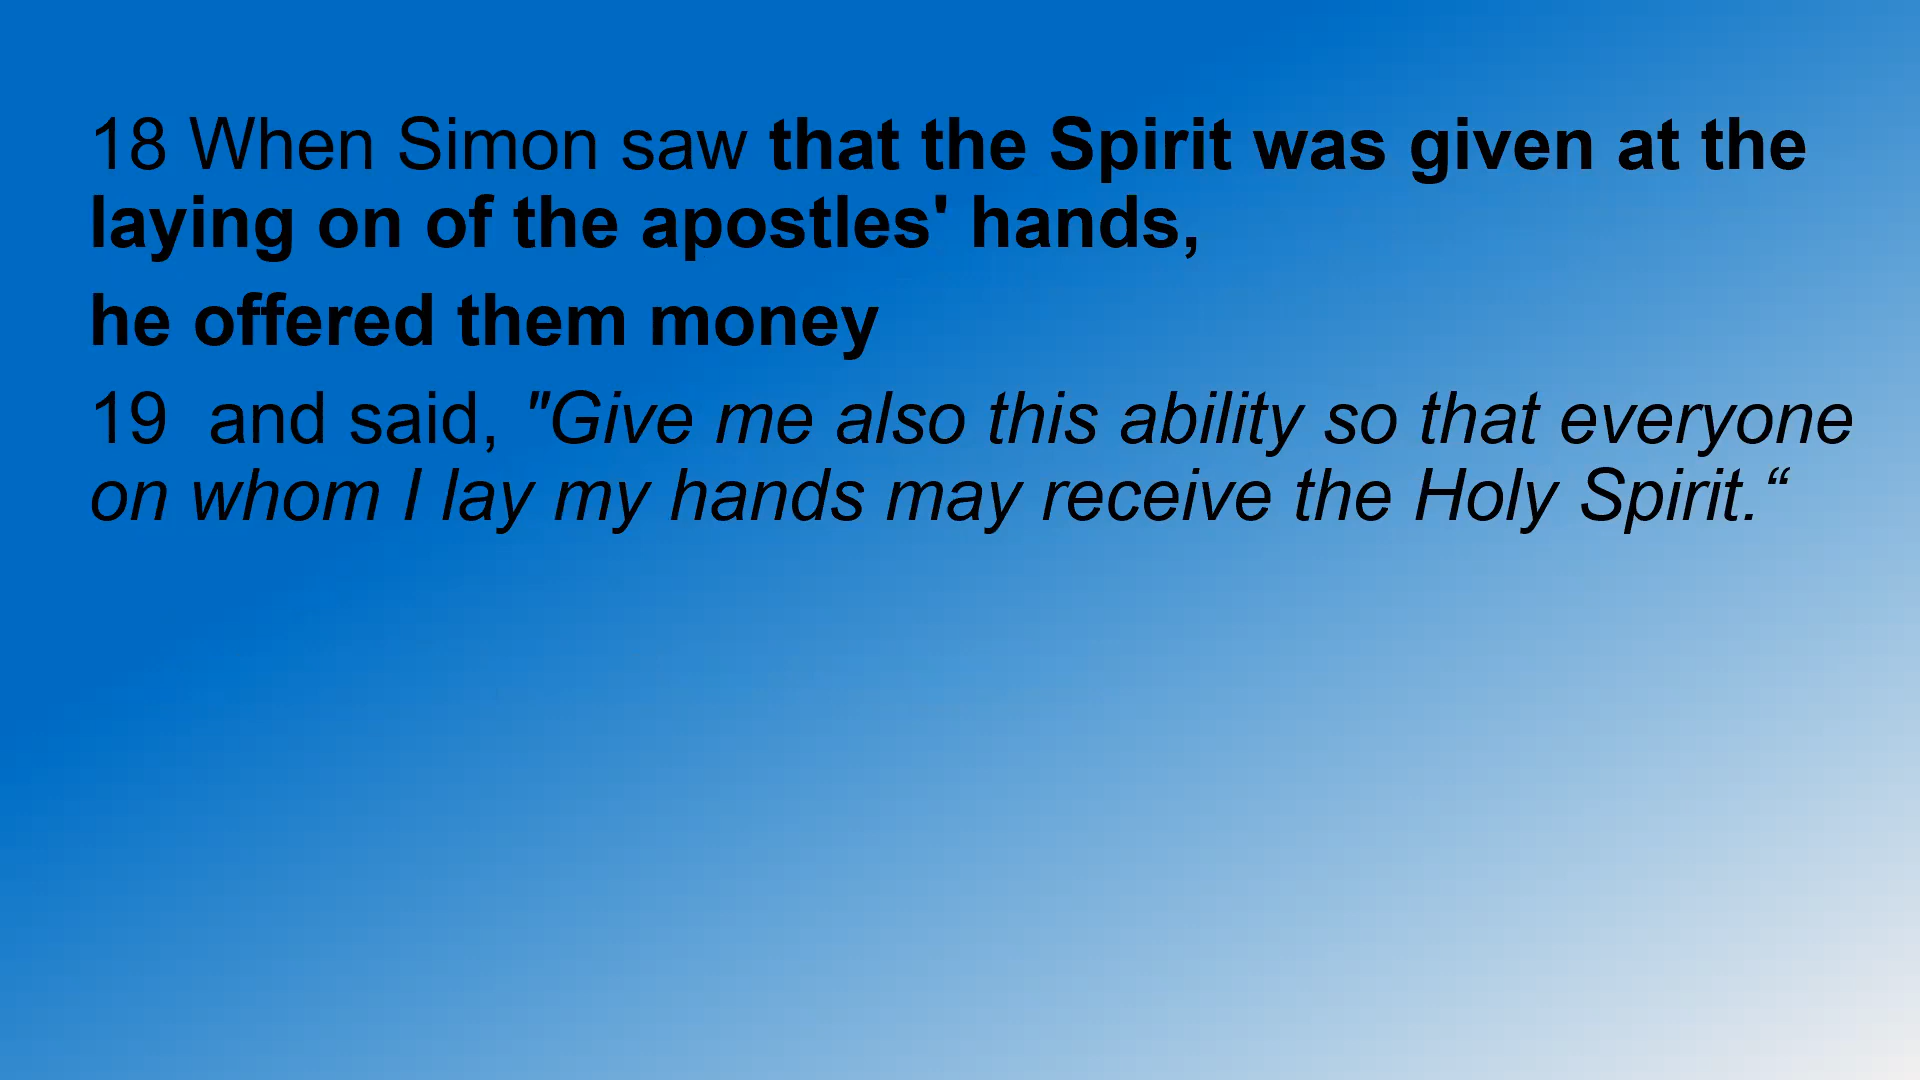 18 When Simon saw that the Spirit was given at the
laying on of the apostles' hands,
he offered them money
19  and said, "Give me also this ability so that everyone
on whom I lay my hands may receive the Holy Spirit.“